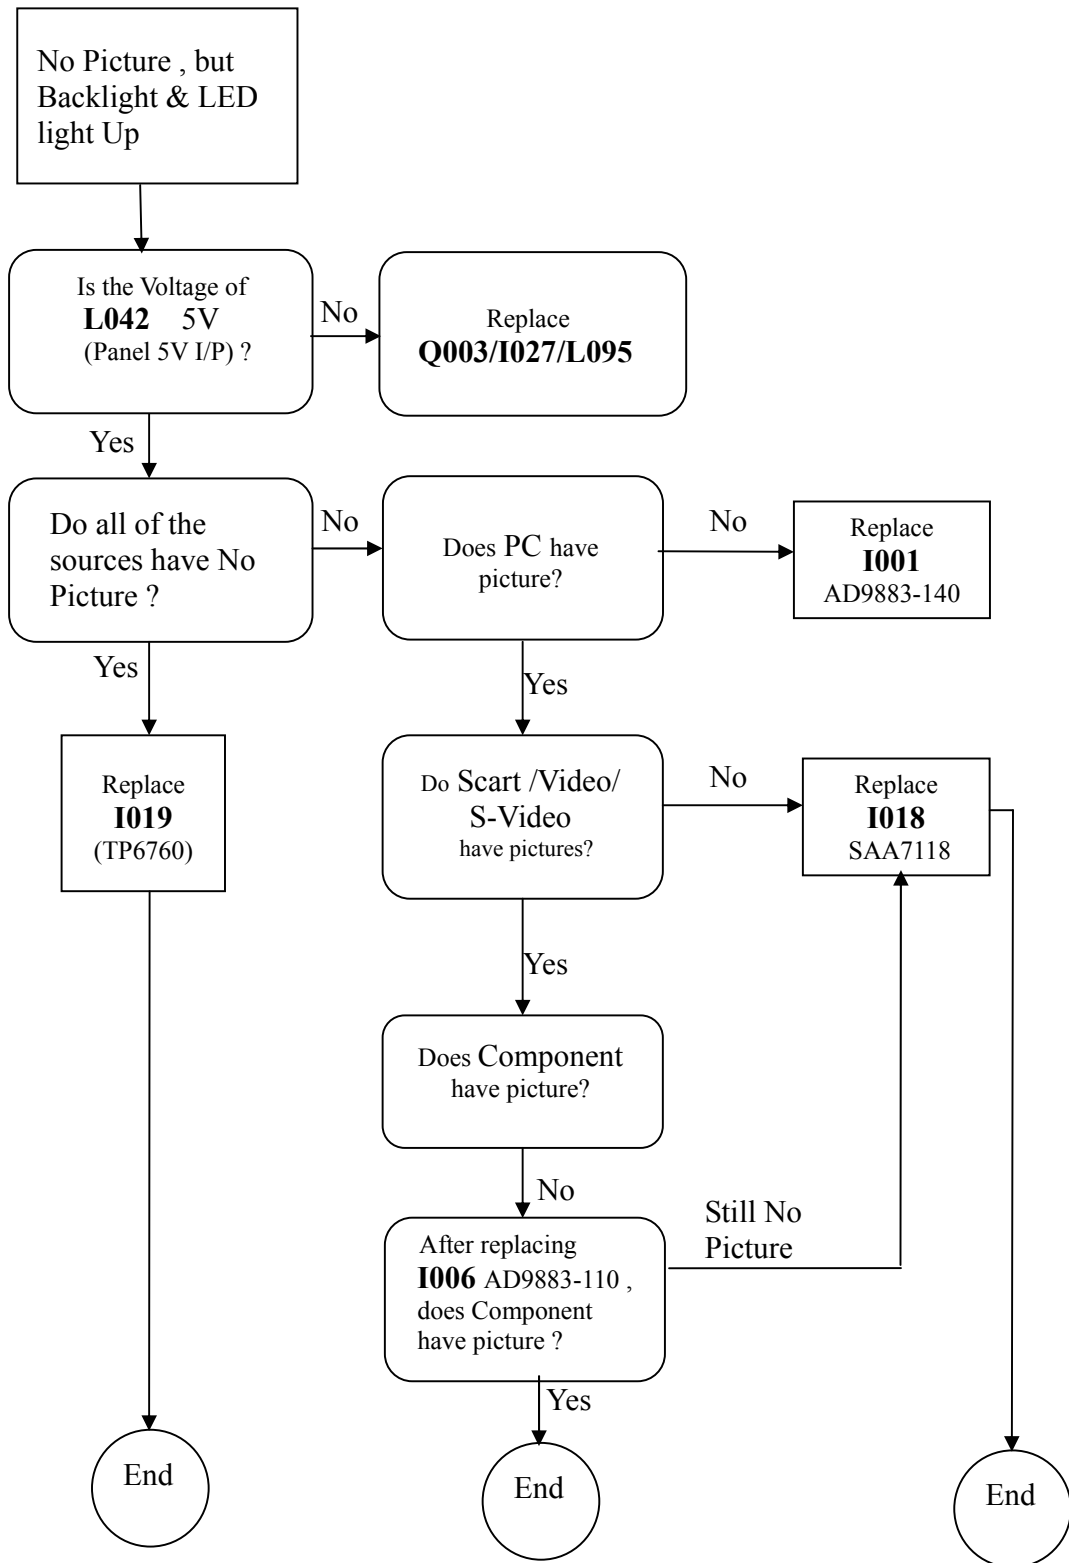 No Picture , but
Backlight & LED
light Up
Is the Voltage of
L042 5V
(Panel 5V I/P) ?
No
Replace
Q003/I027/L095
Yes
Do all of the
sources have No
Picture ?
No
Does PC have
picture?
No
Replace
I001
AD9883-140
Yes
Yes
Replace
I019
(TP6760)
Do Scart /Video/
S-Video
have pictures?
No
Replace
I018
SAA7118
Yes
Does Component
have picture?
No
After replacing
I006 AD9883-110 ,
does Component
have picture ?
Still No
Picture
Yes
End
End
End